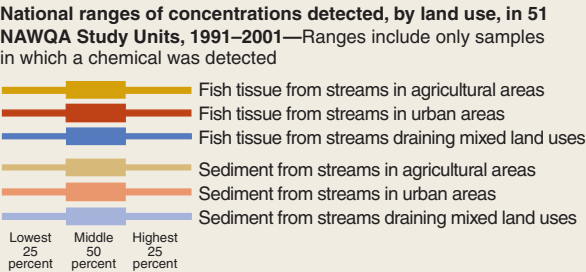 National ranges of concentrations detected, by land use, in 51
NAWQA Study Units, 1991–2001—Ranges include only samples
in which a chemical was detected
Fish tissue from streams in agricultural areas
Fish tissue from streams in urban areas
Fish tissue from streams draining mixed land uses
Sediment from streams in agricultural areas
Sediment from streams in urban areas
Sediment from streams draining mixed land uses
Lowest Middle Highest
25 50 25
percent percent percent